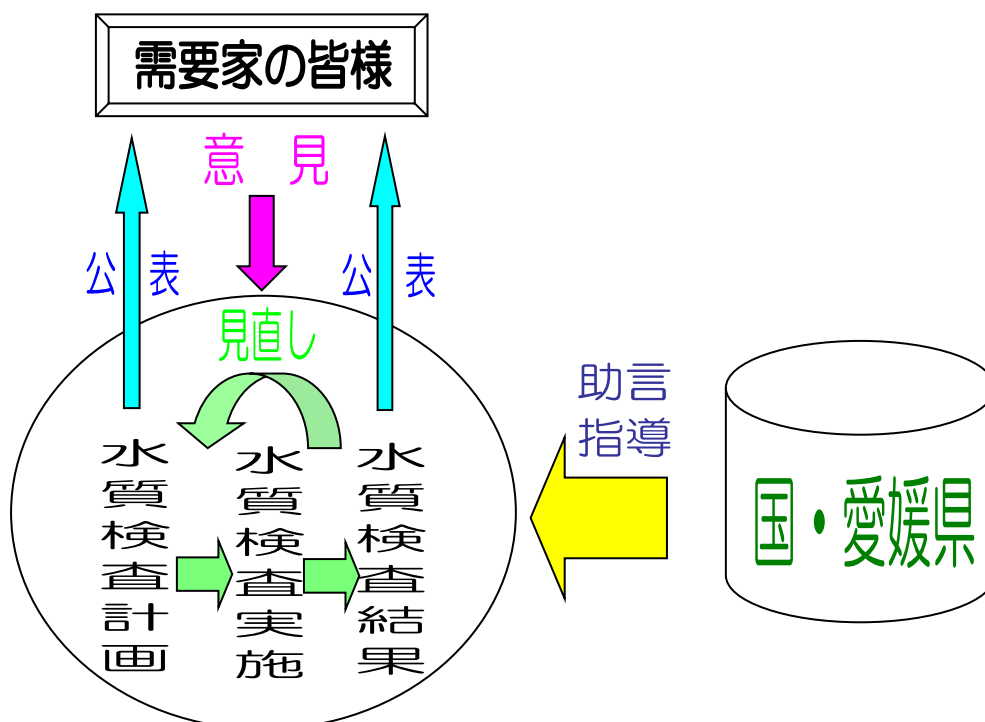 需要家の皆様
意 見
公 表
公 表
見直し
助言
指導
水質検査計画
水質検査実施
水質検査結果
国・愛媛県